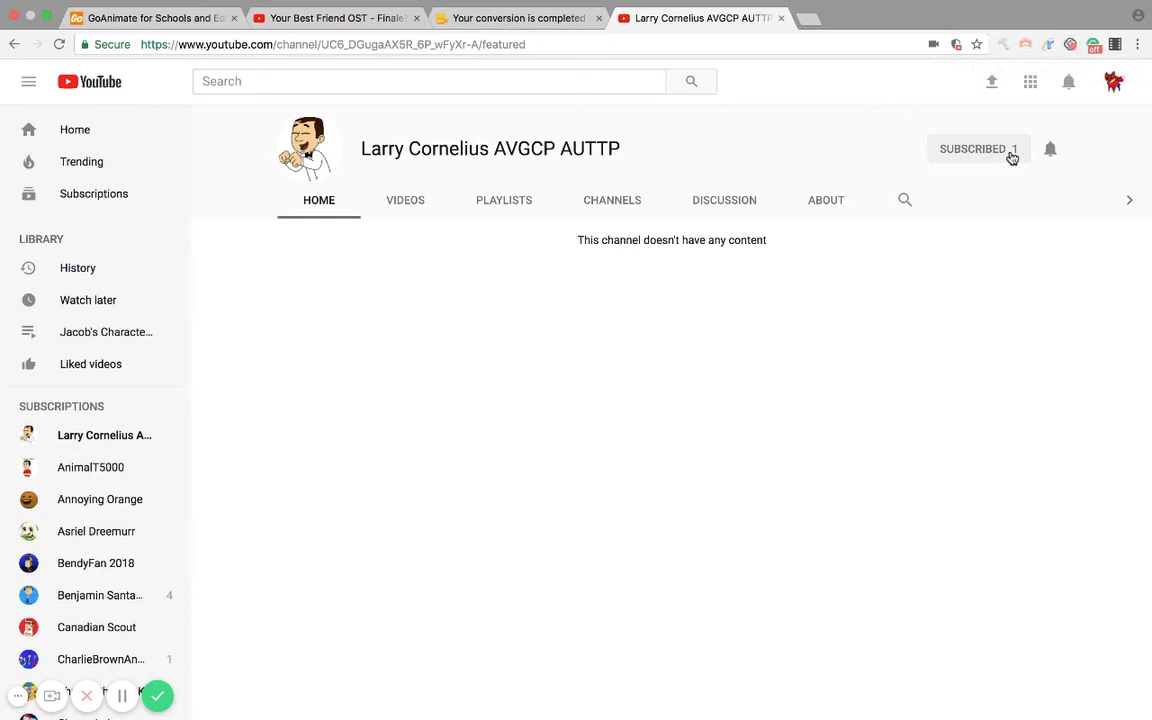 GoAnimate for Schools and Ed
Your Best Friend OST - Finale?
Your conversion is completed
Larry Cornelius AVGCP AUTTP
Secure https://www.youtube.com/channel/UC6_DGugaAX5R_6P_wFyXr-A/featured
off
YouTube
Search
Home
Trending
Subscriptions
LIBRARY
History
Watch later
Jacob's Characte...
Liked videos
SUBSCRIPTIONS
Larry Cornelius A...
AnimalT5000
Annoying Orange
Asriel Dreemurr
BendyFan 2018
Benjamin Santa... 4
Canadian Scout
CharlieBrownAn... 1
Larry Cornelius AVGCP AUTTP
SUBSCRIBED 1
HOME VIDEOS PLAYLISTS CHANNELS DISCUSSION ABOUT
This channel doesn't have any content